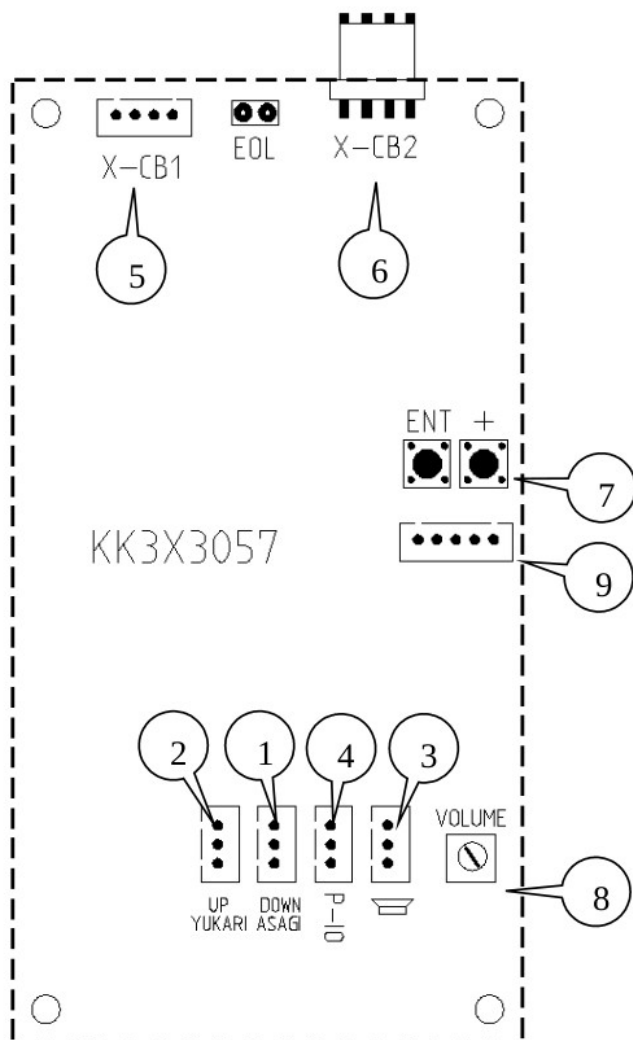 X-CB1
EOL
X-CB2
5
6
ENT +
7
KK3X3057
9
2
1
4
3
VOLUME
8
UP
YUKARI
DOWN
ASAGI
P-IO